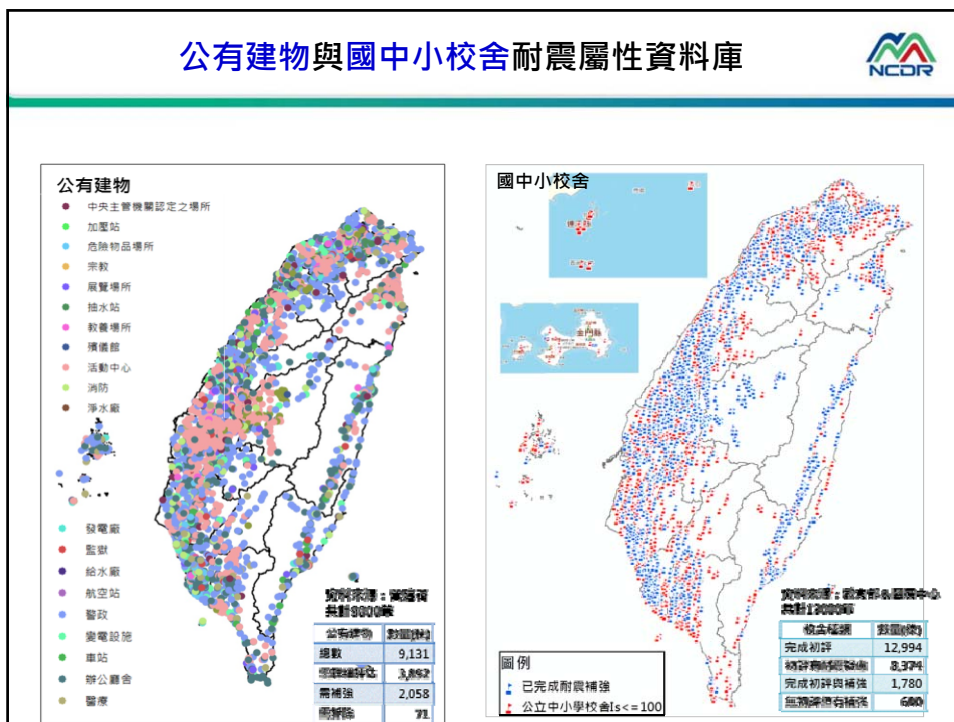 公有建物與國中小校舍耐震屬性資料庫
NCDR
公有建物
中央主管機關認定之場所
加壓站
危險物品場所
宗教
展覽場所
抽水站
教養場所
殯儀館
活動中心
消防
淨水廠
發電廠
監獄
給水廠
航空站
警政
變電設施
車站
辦公廳舍
醫療
公有建物 數量(棟)
總數 9,131
需補強 2,058
71
國中小校舍
金門縣
圖例
已完成耐震補強
公立中小學校舍Is<=100
數量(棟)
完成初評 12,994
完成初評與補強 1,780